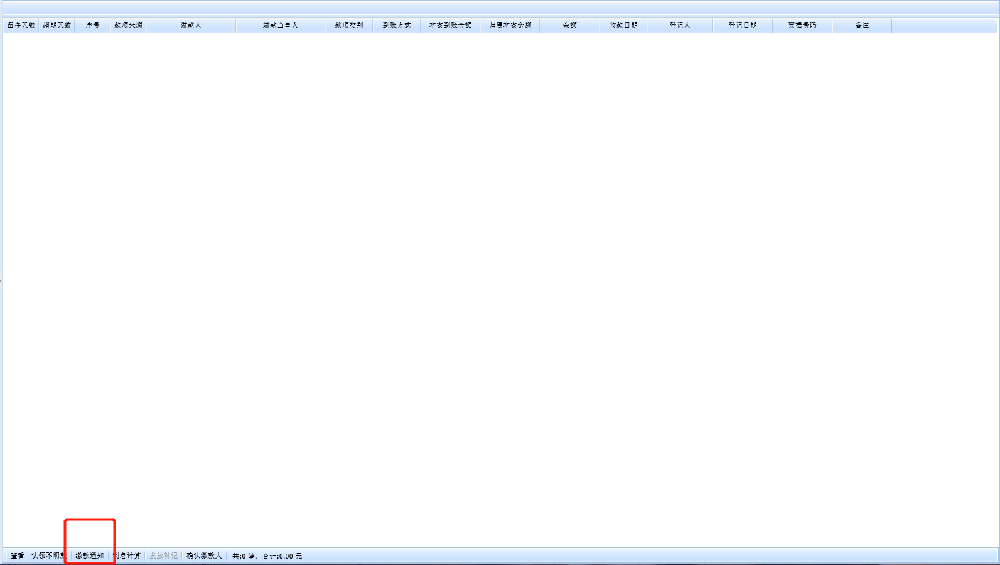 留存天数 超期天数 序号 款项来源 缴款人 缴款当事人 款项类别 到账方式 本案到账金额 归属本案金额 余额 收款日期 登记人 登记日期 票据号码 备注
查看 认领不明款 缴款通知 利息计算 发放补记 确认缴款人 共:0 笔，合计:0.00 元